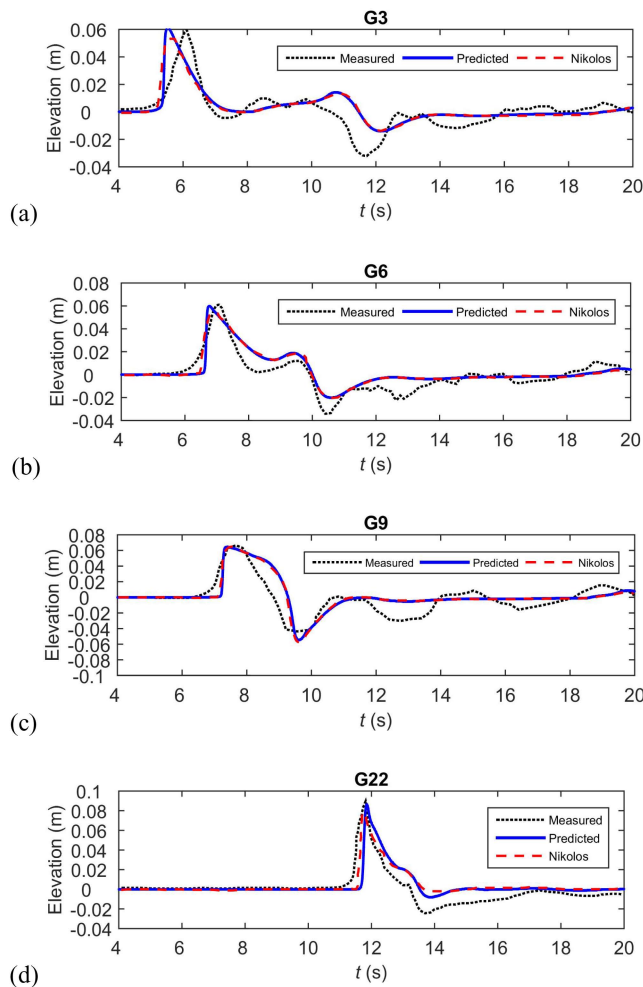 G3
0.06
0.04
0.02
0
-0.02
-0.04
Elevation (m)
Measured Predicted Nikolos
4 6 8 10 12 14 16 18 20
t (s)
(a)
G6
0.08
0.06
0.04
0.02
0
-0.02
-0.04
Elevation (m)
Measured Predicted Nikolos
4 6 8 10 12 14 16 18 20
t (s)
(b)
G9
0.08
0.06
0.04
0.02
0
-0.02
-0.04
-0.06
-0.08
-0.1
Elevation (m)
Measured Predicted Nikolos
4 6 8 10 12 14 16 18 20
t (s)
(c)
G22
0.1
0.08
0.06
0.04
0.02
0
-0.02
-0.04
Elevation (m)
Measured
Predicted
Nikolos
4 6 8 10 12 14 16 18 20
t (s)
(d)